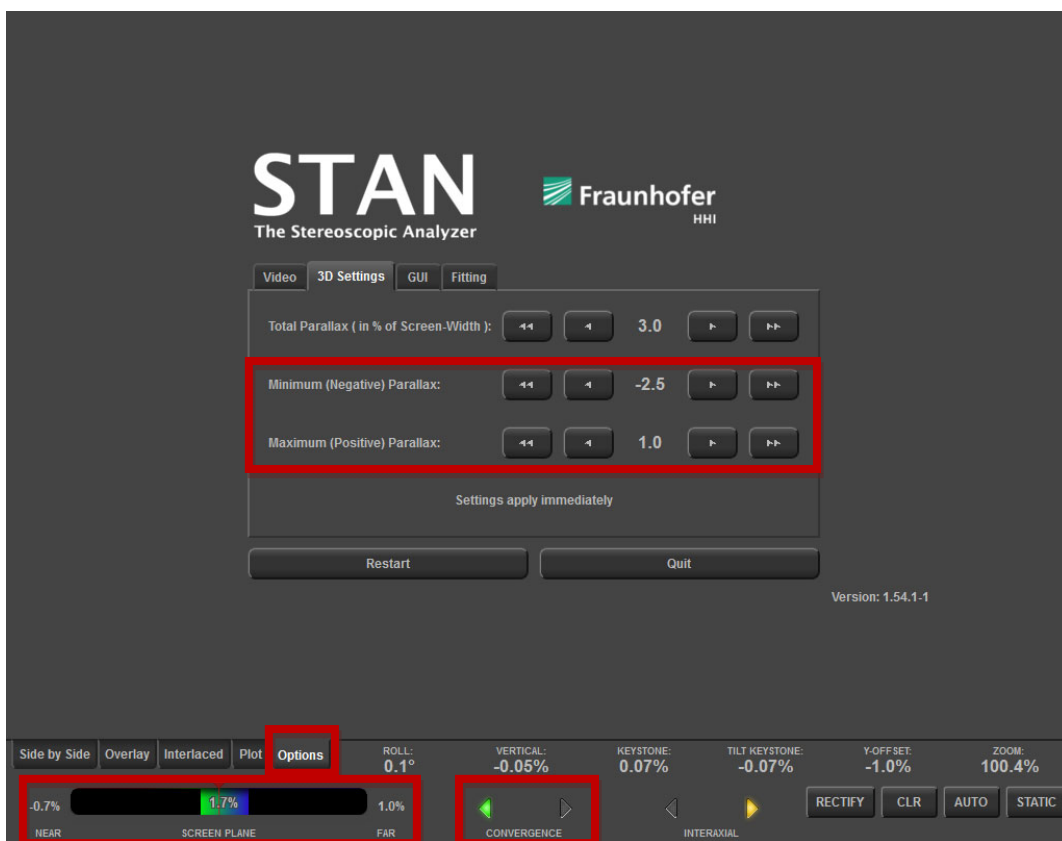 STAN
The Stereoscopic Analyzer
Fraunhofer
HHI
Video 3D Settings GUI Fitting
Total Parallax ( in % of Screen-Width ): 3.0
Minimum (Negative) Parallax: -2.5
Maximum (Positive) Parallax: 1.0
Settings apply immediately
Restart Quit
Version: 1.54.1-1
Side by Side Overlay Interlaced Plot Options
ROLL: VERTICAL: KEYSTONE: TILT KEYSTONE: Y-OFFSET: ZOOM:
0.1° -0.05% 0.07% -0.07% -1.0% 100.4%
-0.7% 1.7% 1.0% RECTIFY CLR AUTO STATIC
NEAR SCREEN PLANE FAR CONVERGENCE INTERAXIAL